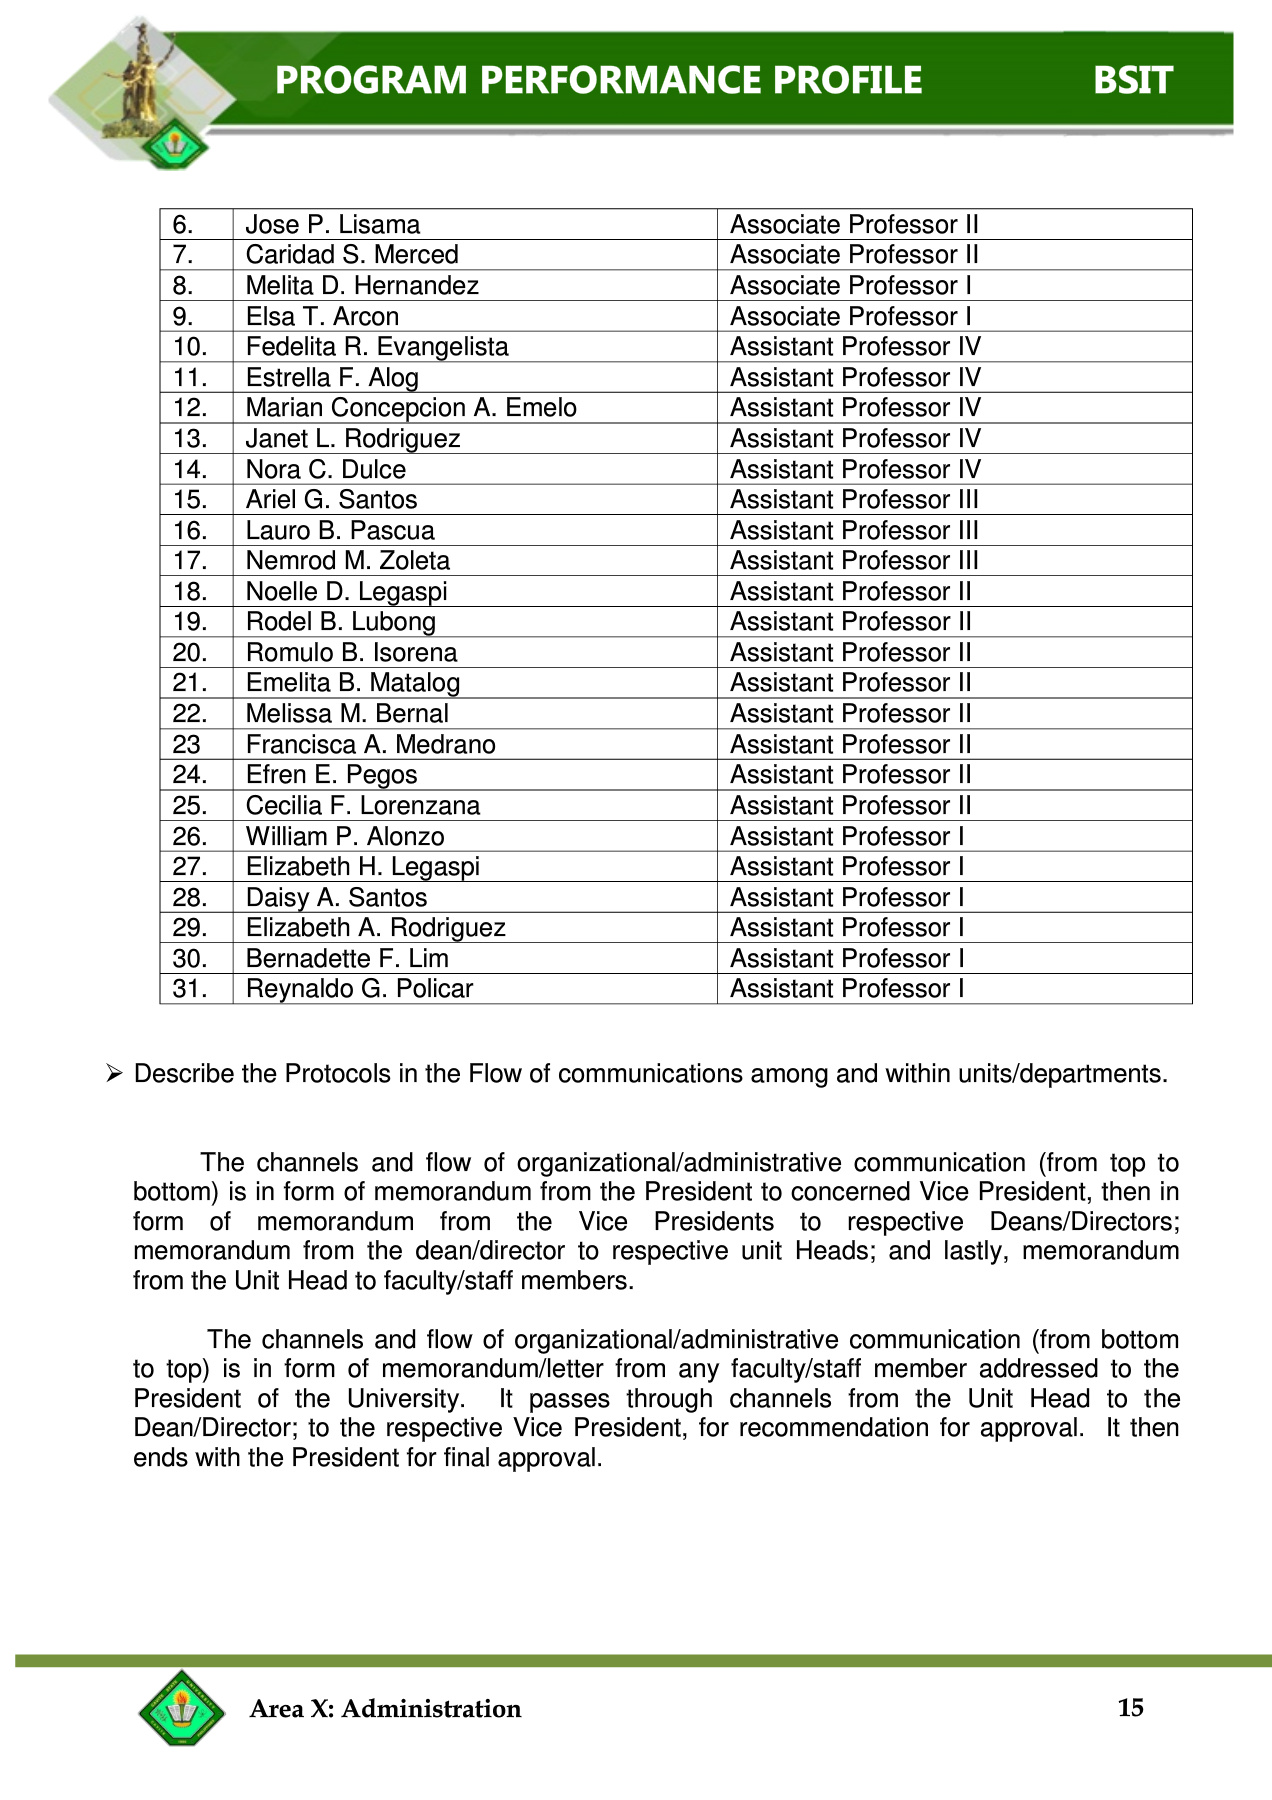 PROGRAM PERFORMANCE PROFILE BSIT
6. Jose P. Lisama Associate Professor II
7. Caridad S. Merced Associate Professor II
8. Melita D. Hernandez Associate Professor I
9. Elsa T. Arcon Associate Professor I
10. Fedelita R. Evangelista Assistant Professor IV
11. Estrella F. Alog Assistant Professor IV
12. Marian Concepcion A. Emelo Assistant Professor IV
13. Janet L. Rodriguez Assistant Professor IV
14. Nora C. Dulce Assistant Professor IV
15. Ariel G. Santos Assistant Professor III
16. Lauro B. Pascua Assistant Professor III
17. Nemrod M. Zoleta Assistant Professor III
18. Noelle D. Legaspi Assistant Professor II
19. Rodel B. Lubong Assistant Professor II
20. Romulo B. Isorena Assistant Professor II
21. Emelita B. Matalog Assistant Professor II
22. Melissa M. Bernal Assistant Professor II
23 Francisca A. Medrano Assistant Professor II
24. Efren E. Pegos Assistant Professor II
25. Cecilia F. Lorenzana Assistant Professor II
26. William P. Alonzo Assistant Professor I
27. Elizabeth H. Legaspi Assistant Professor I
28. Daisy A. Santos Assistant Professor I
29. Elizabeth A. Rodriguez Assistant Professor I
30. Bernadette F. Lim Assistant Professor I
31. Reynaldo G. Policar Assistant Professor I
➢ Describe the Protocols in the Flow of communications among and within units/departments.
The channels and flow of organizational/administrative communication (from top to
bottom) is in form of memorandum from the President to concerned Vice President, then in
form of memorandum from the Vice Presidents to respective Deans/Directors;
memorandum from the dean/director to respective unit Heads; and lastly, memorandum
from the Unit Head to faculty/staff members.
The channels and flow of organizational/administrative communication (from bottom
to top) is in form of memorandum/letter from any faculty/staff member addressed to the
President of the University. It passes through channels from the Unit Head to the
Dean/Director; to the respective Vice President, for recommendation for approval. It then
ends with the President for final approval.
Area X: Administration 15